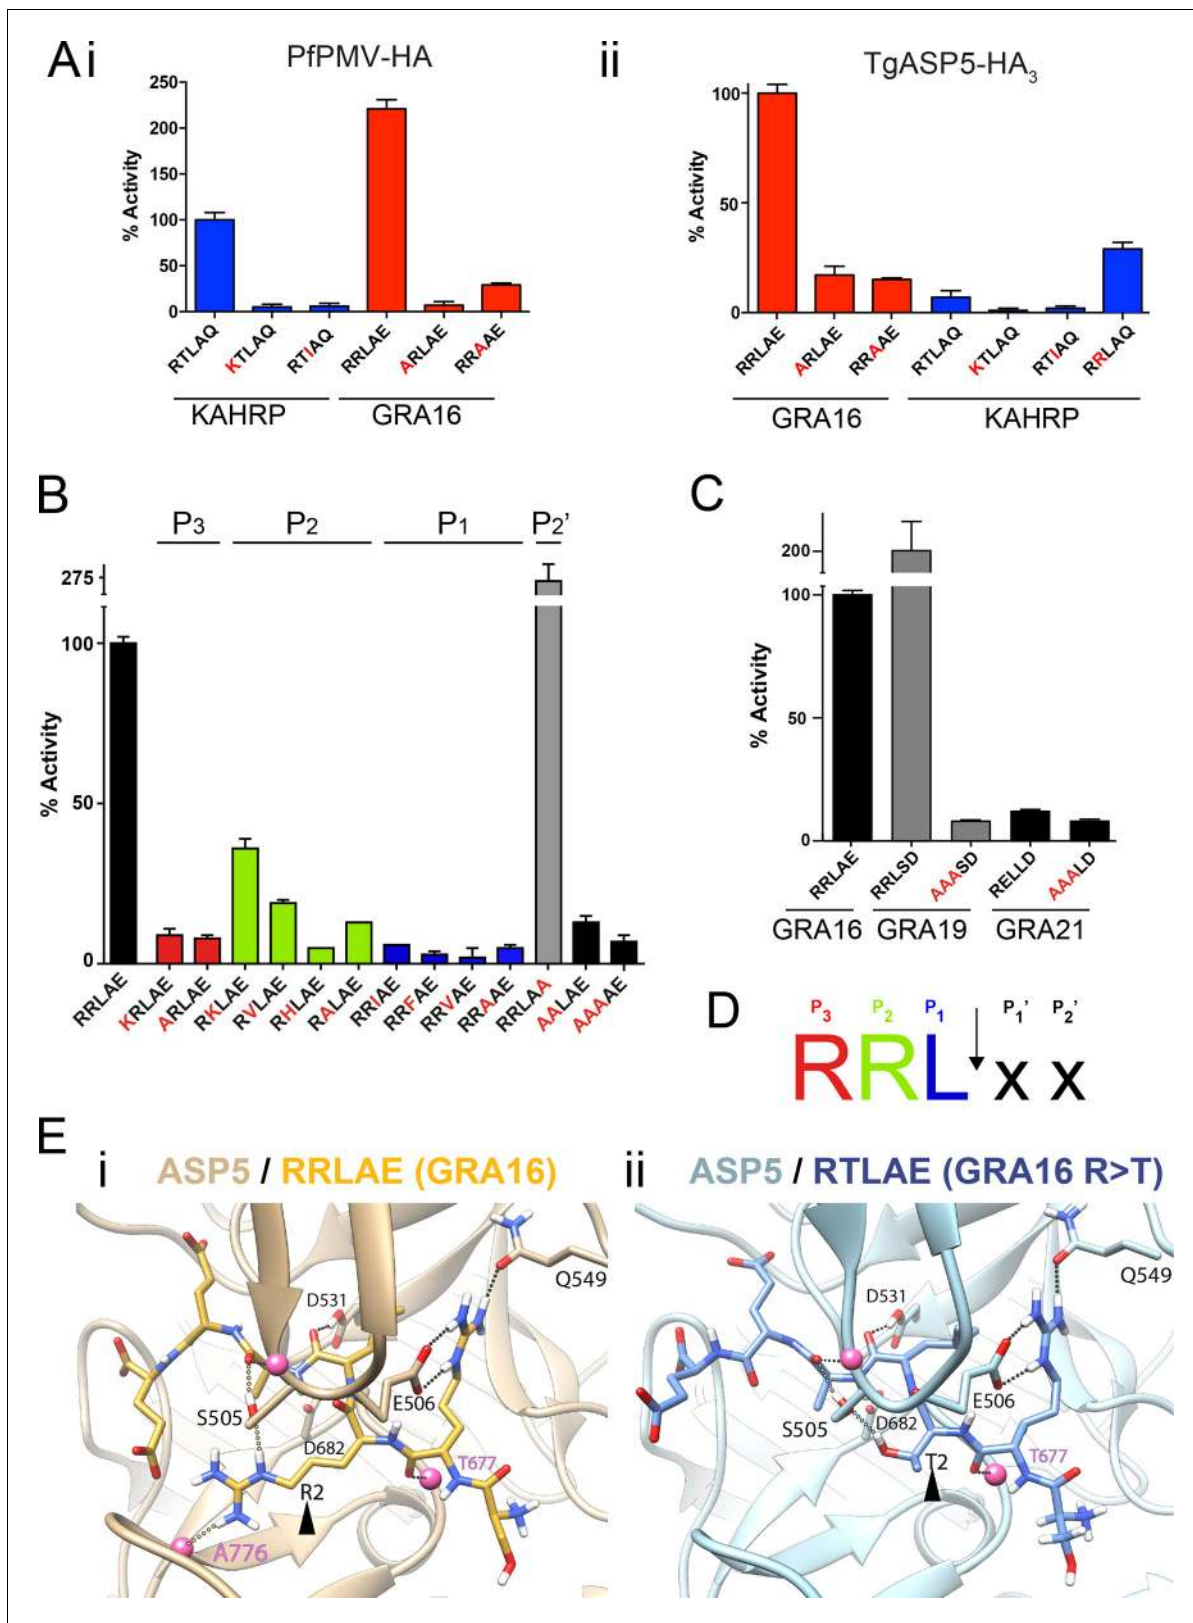 Ai
PfPMV-HA
250
200
150
100
50
0
% Activity
RTLAQ
KTLAQ
RTIAQ
RRLAE
ARLAE
RRAAE
KAHRP
GRA16
ii
TgASP5-HA3
100
50
0
% Activity
RRLAE
ARLAE
RRAAE
RTLAQ
KTLAQ
RTIAQ
RRLAQ
GRA16
KAHRP
B
P3
P2
P1
P2'
275
100
50
0
% Activity
RRLAE
KRLAE
ARLAE
RKLAE
RVLAE
RHLAE
RALAE
RRIAE
RRFAE
RRVAE
RRAAE
RRLAA
AALAE
AAAAE
C
200
100
50
0
% Activity
RRLAE
RRLSD
AAASD
RELLD
AAALD
GRA16
GRA19
GRA21
D
P3 P2 P1 P1' P2'
RRL x x
E
i ASP5 / RRLAE (GRA16)
Q549
D531
E506
S505
D682
T677
R2
A776
ii ASP5 / RTLAE (GRA16 R>T)
Q549
D531
E506
S505
D682
T677
T2